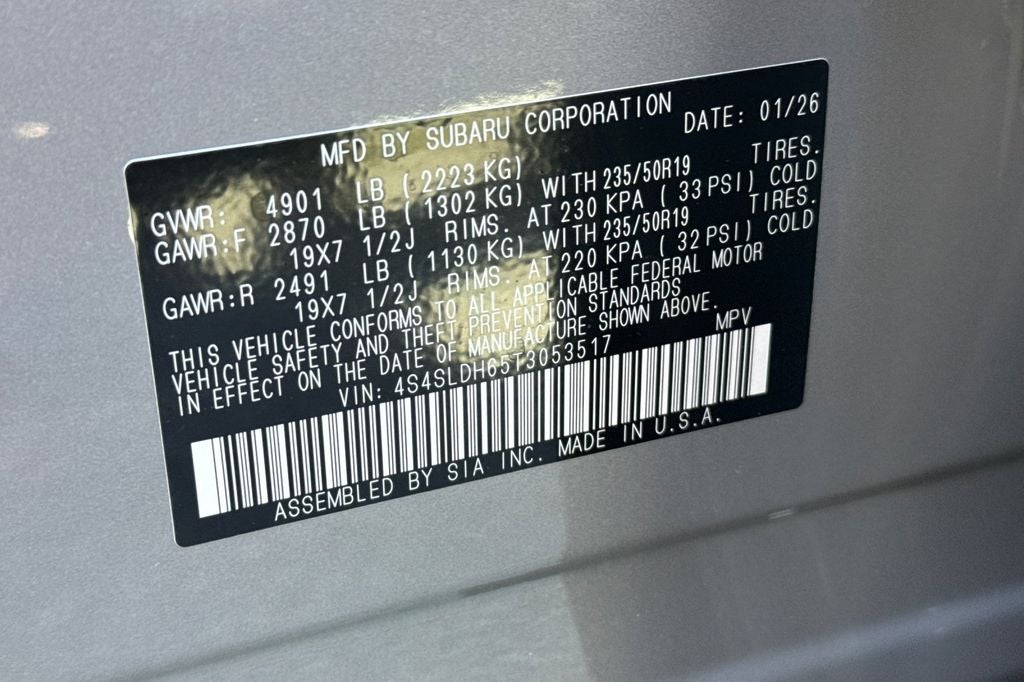 MFD BY SUBARU CORPORATION DATE: 01/26
GVWR: 4901 LB ( 2223 KG)
GAWR:F 2870 LB ( 1302 KG) WITH 235/50R19 TIRES.
19X7 1/2J RIMS. AT 230 KPA ( 33 PSI) COLD
GAWR:R 2491 LB ( 1130 KG) WITH 235/50R19 TIRES.
19X7 1/2J RIMS. AT 220 KPA ( 32 PSI) COLD
THIS VEHICLE CONFORMS TO ALL APPLICABLE FEDERAL MOTOR
VEHICLE SAFETY AND THEFT PREVENTION STANDARDS
IN EFFECT ON THE DATE OF MANUFACTURE SHOWN ABOVE.
VIN: 4S4SLDH65T3053517 MPV
ASSEMBLED BY SIA INC. MADE IN U.S.A.